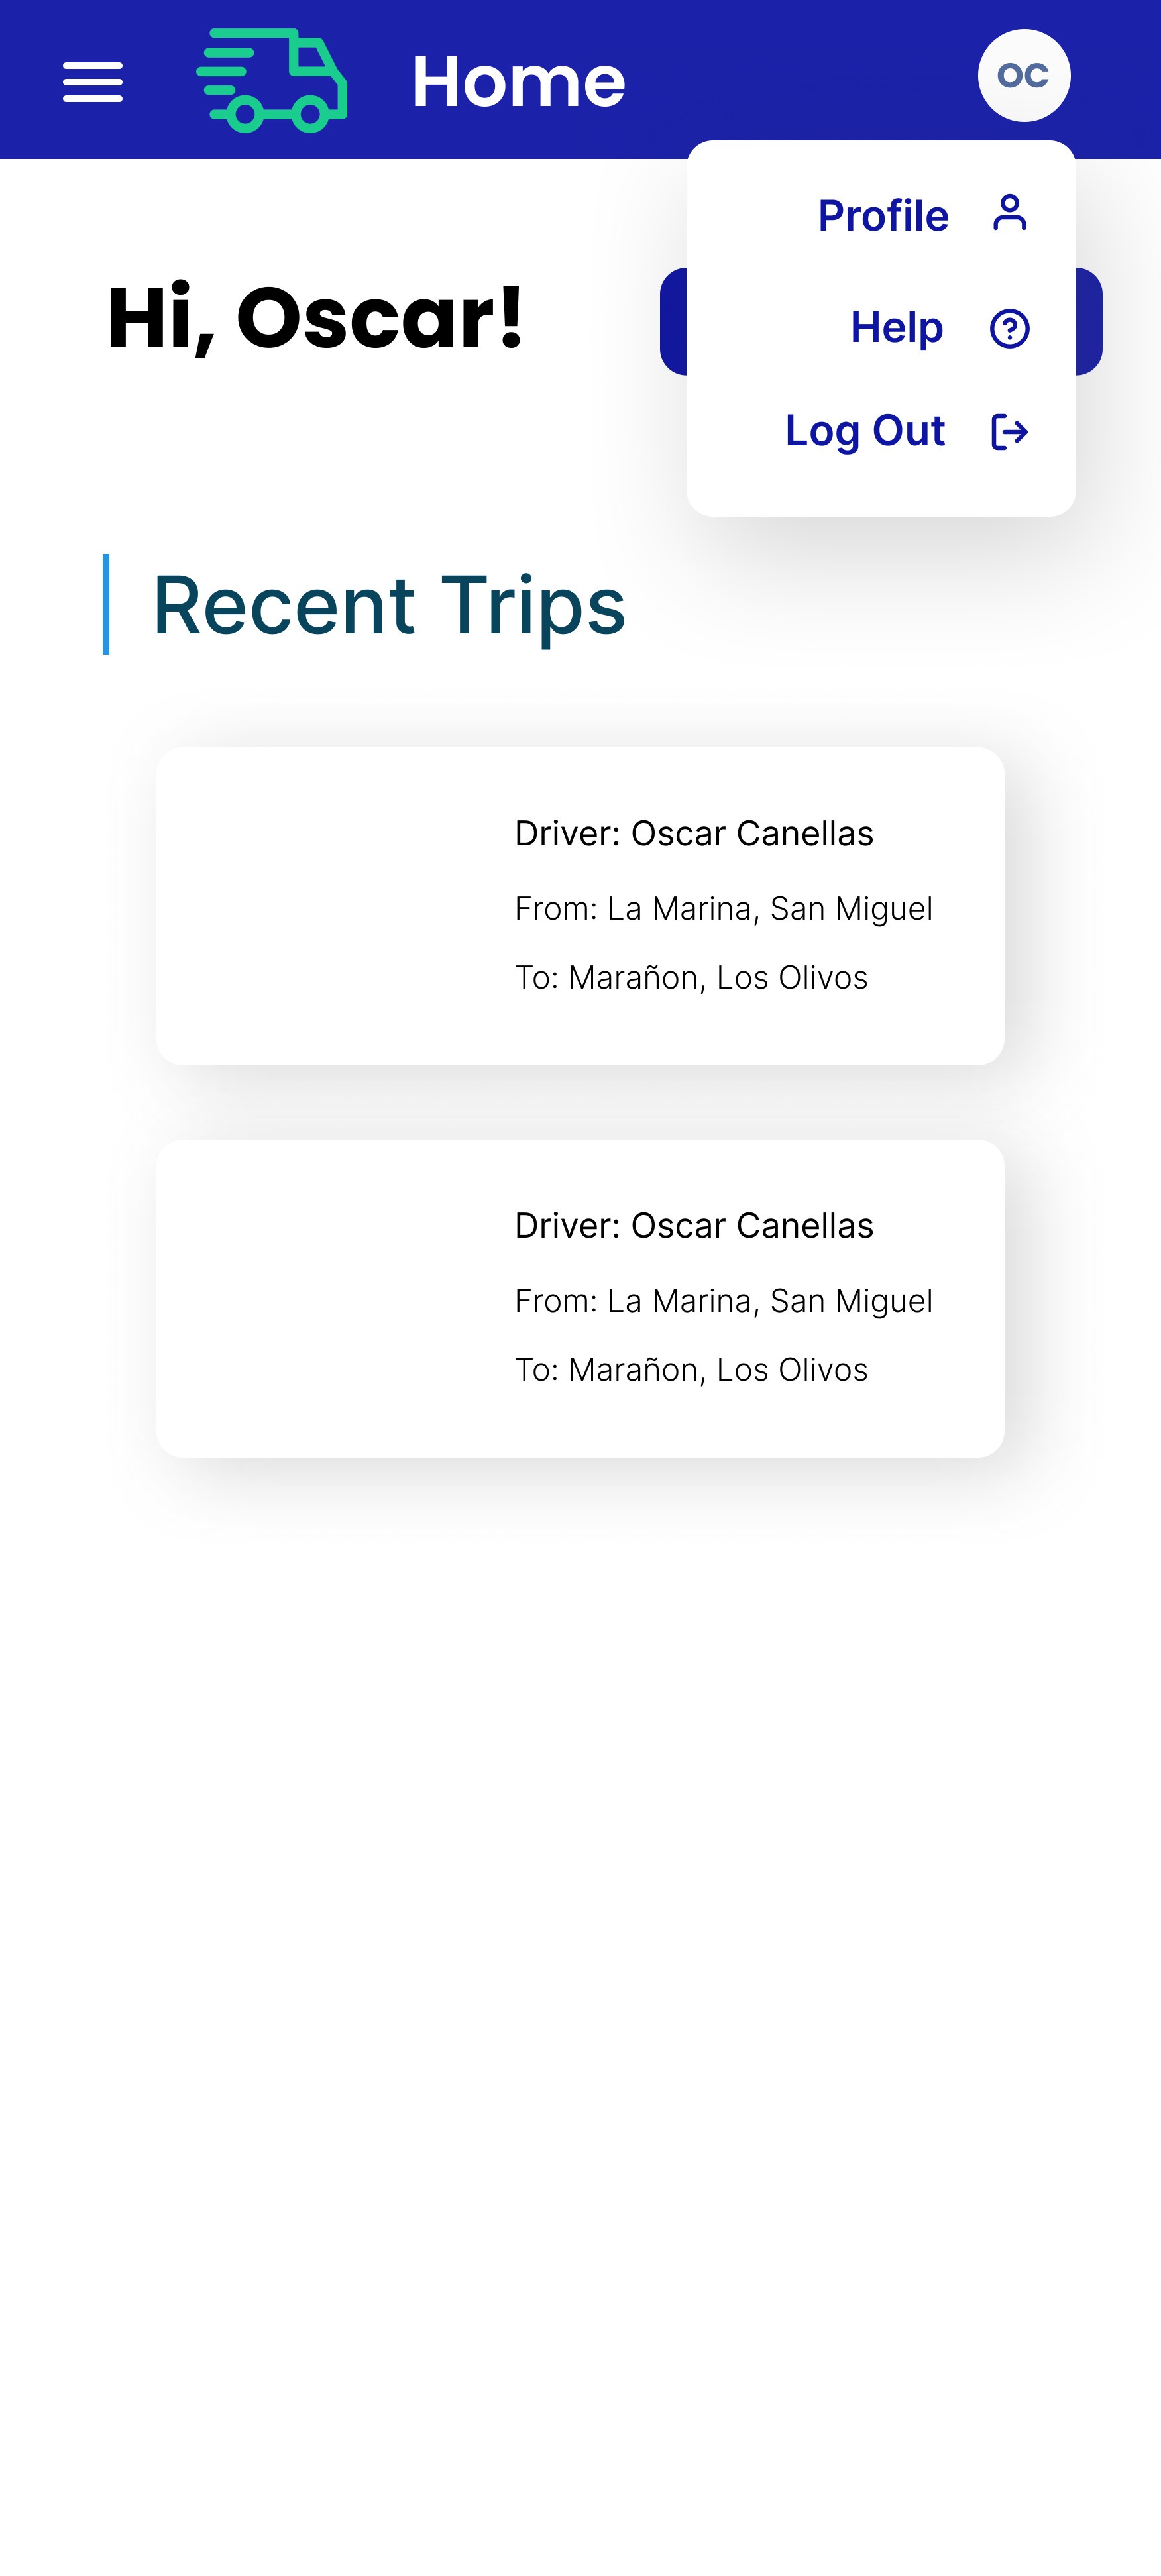 Home
OC
Profile
Hi, Oscar!
Help
Log Out
Recent Trips
Driver: Oscar Canellas
From: La Marina, San Miguel
To: Marañon, Los Olivos
Driver: Oscar Canellas
From: La Marina, San Miguel
To: Marañon, Los Olivos